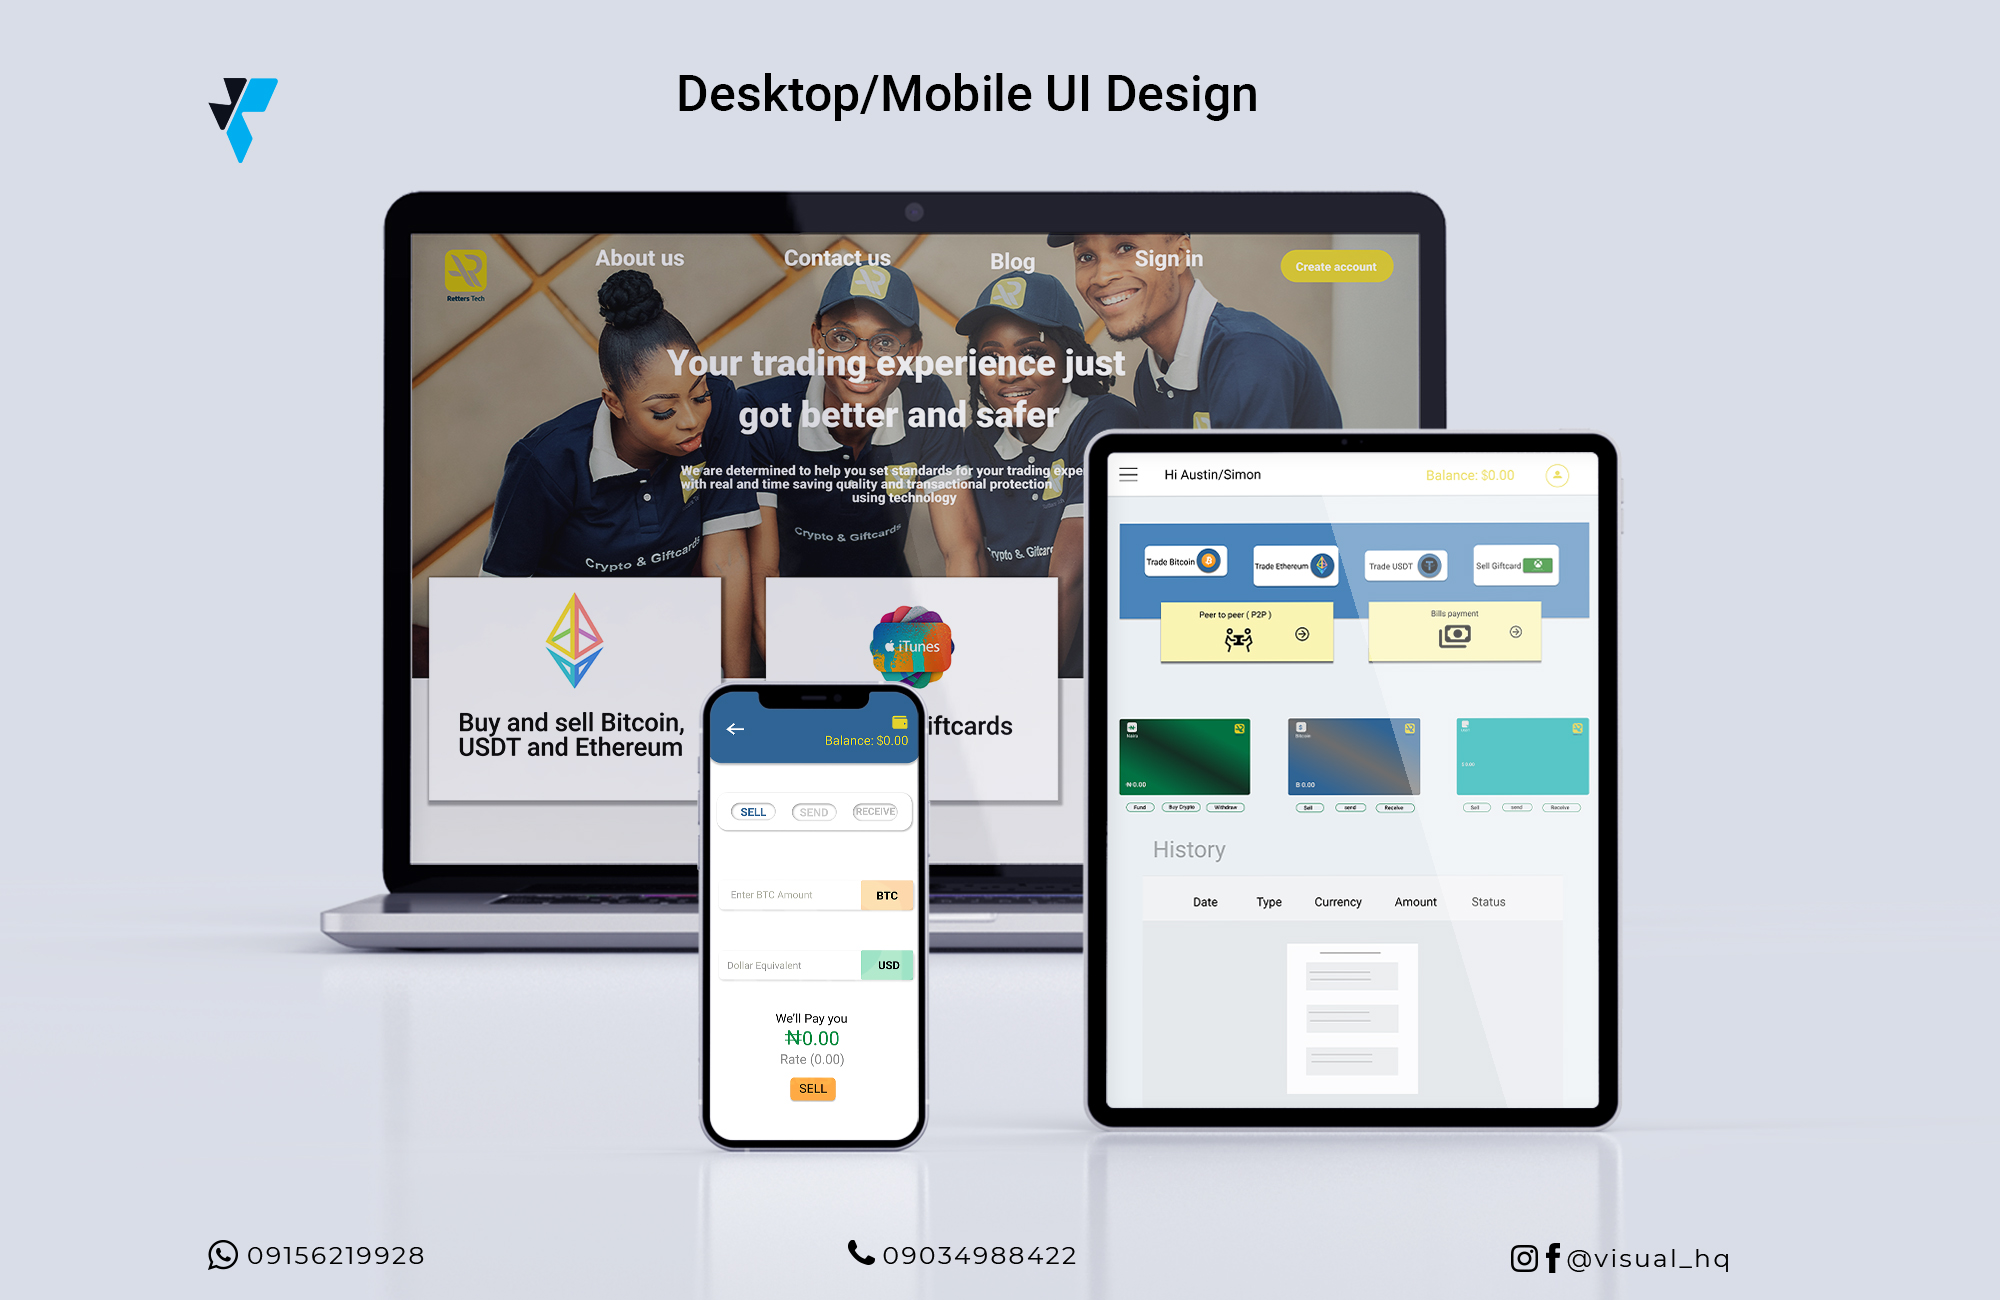 Desktop/Mobile UI Design
Retters Tech
About us
Contact us
Blog
Sign in
Create account
Your trading experience just
got better and safer
We are determined to help you set standards for your trading expe
with real and time saving quality and transactional protection
using technology
Crypto & Giftcards
Crypto & Giftcards
Crypto & Giftcar
Buy and sell Bitcoin,
USDT and Ethereum
iTunes
iftcards
Balance: $0.00
SELL
SEND
RECEIVE
Enter BTC Amount
BTC
Dollar Equivalent
USD
We'll Pay you
₦0.00
Rate (0.00)
SELL
Hi Austin/Simon
Balance: $0.00
Trade Bitcoin
Trade Ethereum
Trade USDT
Sell Giftcard
Peer to peer ( P2P )
Bills payment
Naira
₦ 0.00
Bitcoin
B 0.00
$ 0.00
Fund
Buy Crypto
Withdraw
Sell
send
Receive
Sell
send
Receive
History
Date
Type
Currency
Amount
Status
09156219928
09034988422
@visual_hq